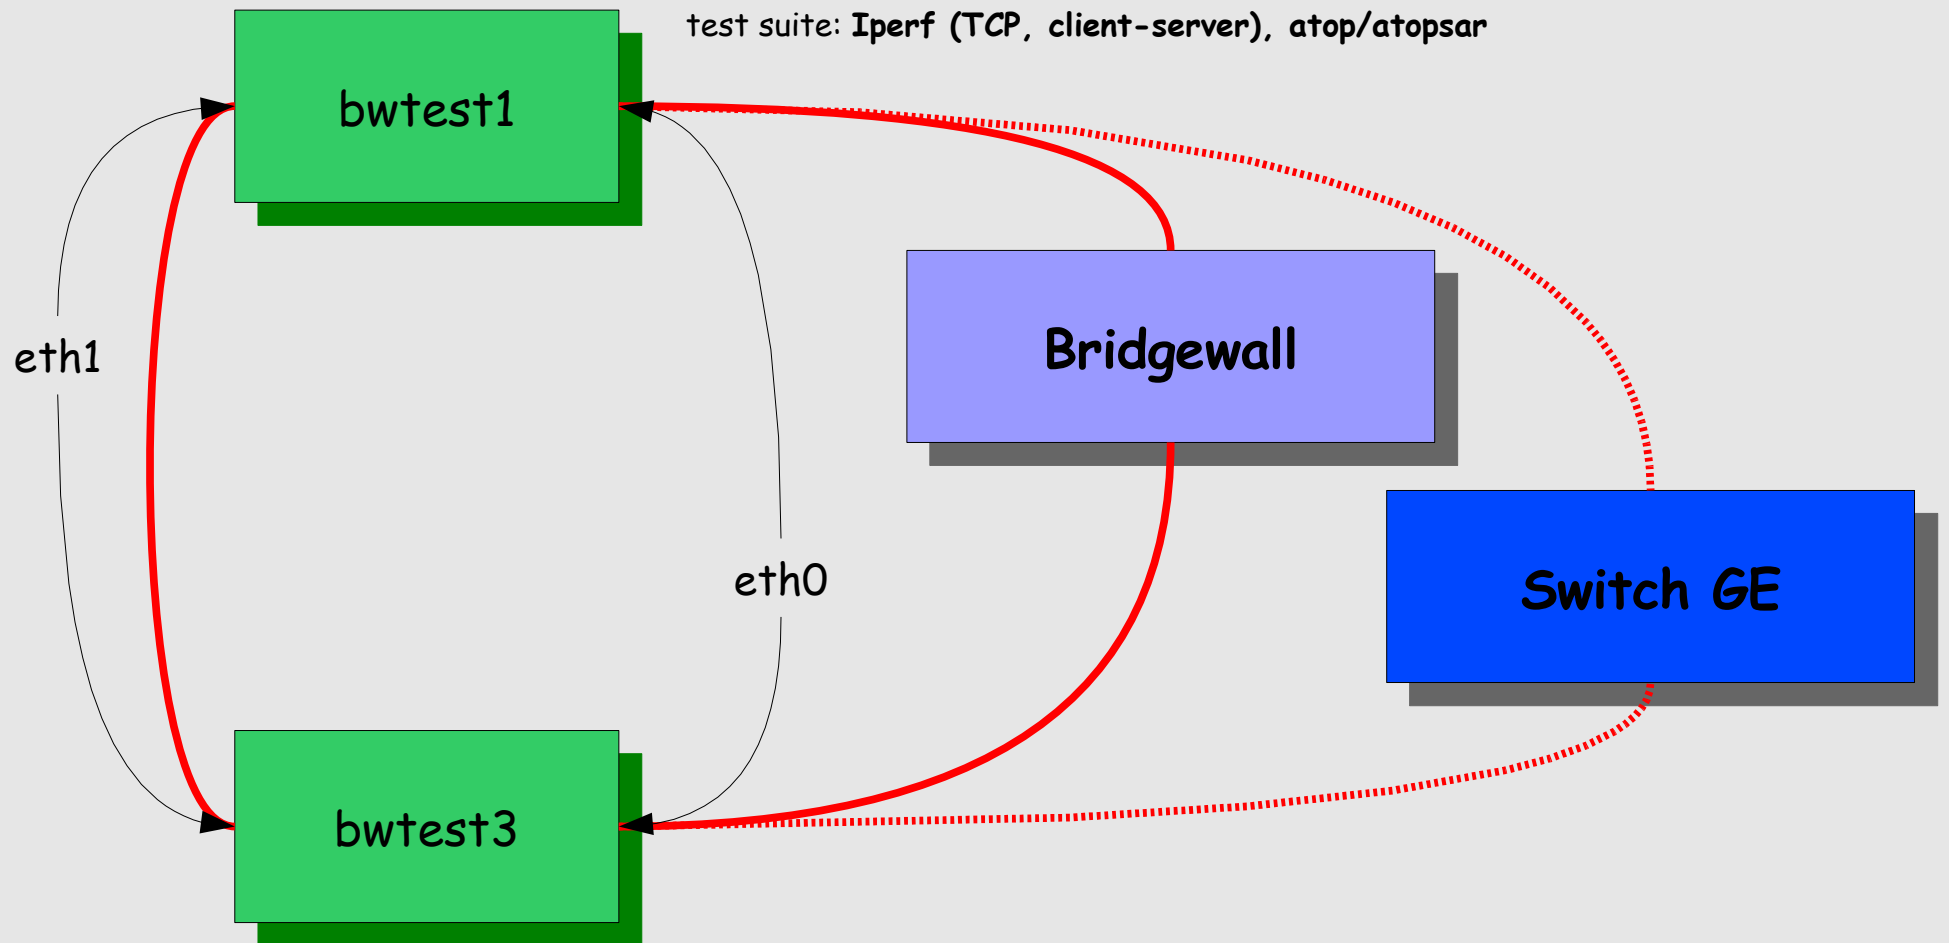 test suite: Iperf (TCP, client-server), atop/atopsar
bwtest1
Bridgewall
eth1
eth0
Switch GE
bwtest3